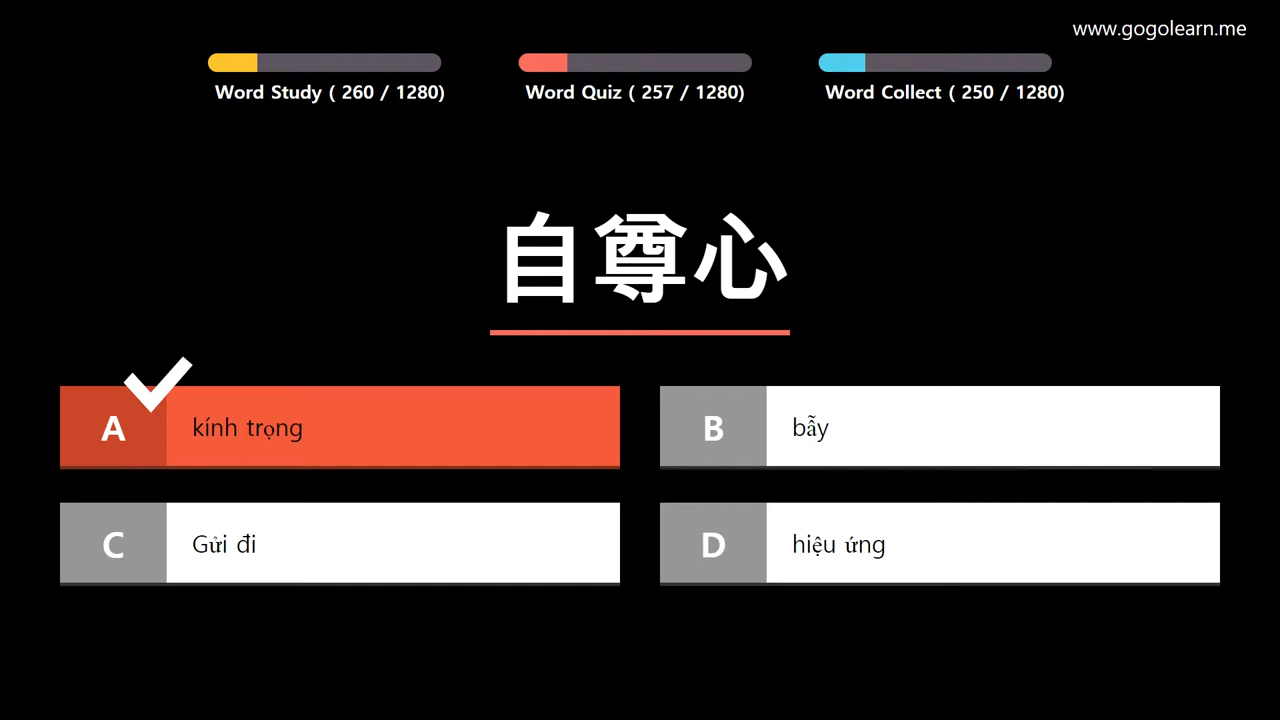 www.gogolearn.me
Word Study ( 260 / 1280)
Word Quiz ( 257 / 1280)
Word Collect ( 250 / 1280)
自尊心
A kính trọng
B bẫy
C Gửi đi
D hiệu ứng